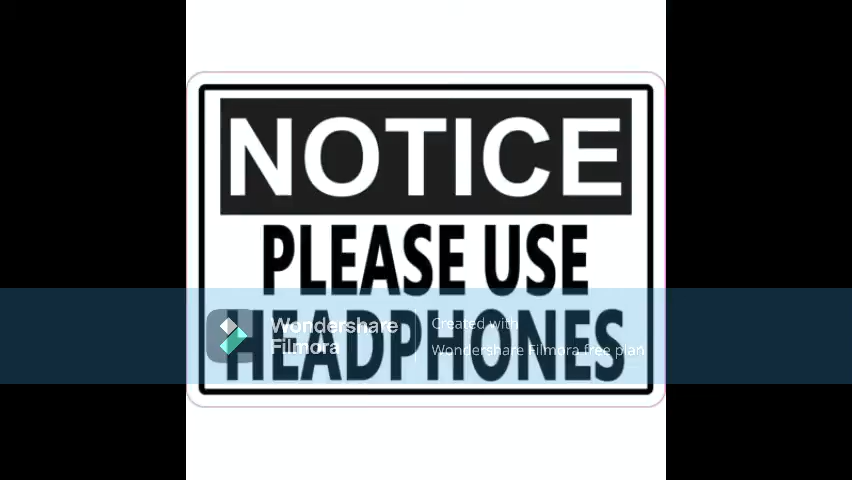 NOTICE
PLEASE USE
HEADPHONES
Wondershare
Filmora
Created with
Wondershare Filmora free plan